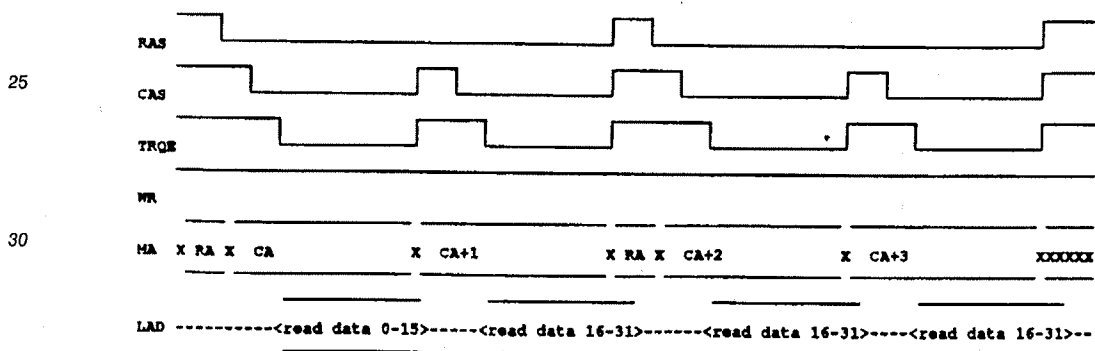 RAS
25
CAS
TRQE
WR
30
MA X RA X CA X CA+1 X RA X CA+2 X CA+3 XXXXXX
LAD ----------<read data 0-15>-----<read data 16-31>------<read data 16-31>----<read data 16-31>--